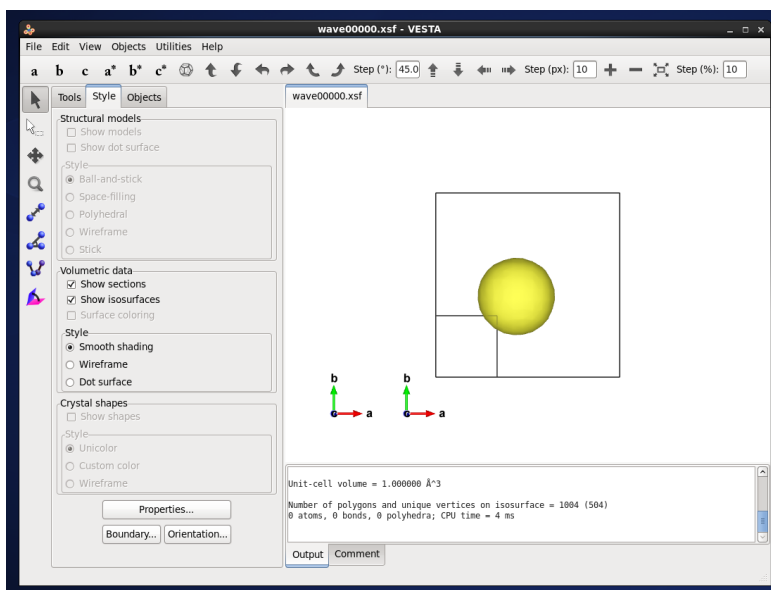 wave00000.xsf - VESTA
File Edit View Objects Utilities Help
a b c a* b* c* Step (°): 45.0 Step (px): 10 Step (%): 10
Tools Style Objects
wave00000.xsf
Structural models
Show models
Show dot surface
Style
Ball-and-stick
Space-filling
Polyhedral
Wireframe
Stick
Volumetric data
Show sections
Show isosurfaces
Surface coloring
Style
Smooth shading
Wireframe
Dot surface
Crystal shapes
Show shapes
Style
Unicolor
Custom color
Wireframe
Properties...
Boundary... Orientation...
b b
c a c a
Unit-cell volume = 1.000000 Å^3
Number of polygons and unique vertices on isosurface = 1004 (504)
0 atoms, 0 bonds, 0 polyhedra; CPU time = 4 ms
Output Comment